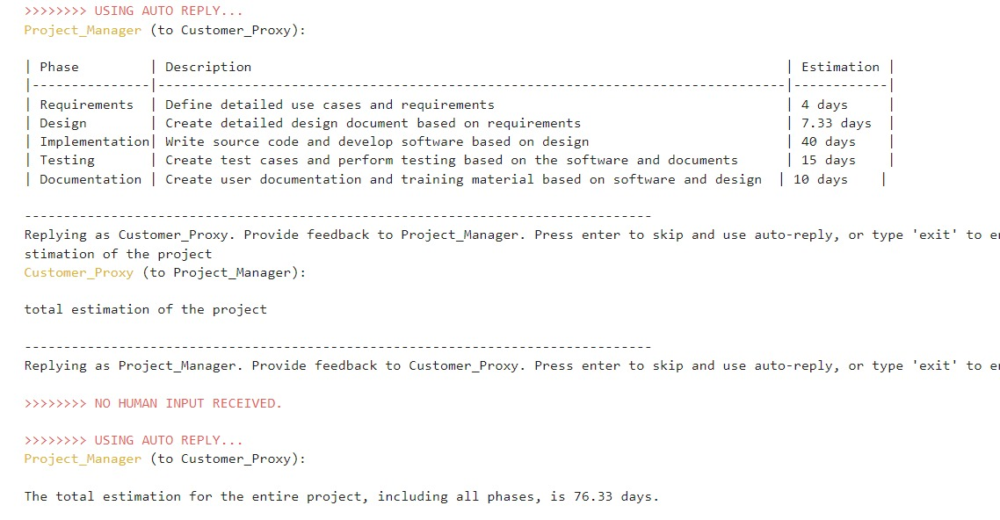 >>>>>>>> USING AUTO REPLY...
Project_Manager (to Customer_Proxy):
| Phase         | Description                                                                    | Estimation |
|---------------|--------------------------------------------------------------------------------|------------|
| Requirements  | Define detailed use cases and requirements                                     | 4 days     |
| Design        | Create detailed design document based on requirements                          | 7.33 days  |
| Implementation| Write source code and develop software based on design                         | 40 days    |
| Testing       | Create test cases and perform testing based on the software and documents      | 15 days    |
| Documentation | Create user documentation and training material based on software and design  | 10 days    |
--------------------------------------------------------------------------------
Replying as Customer_Proxy. Provide feedback to Project_Manager. Press enter to skip and use auto-reply, or type 'exit' to
stimation of the project
Customer_Proxy (to Project_Manager):
total estimation of the project
--------------------------------------------------------------------------------
Replying as Project_Manager. Provide feedback to Customer_Proxy. Press enter to skip and use auto-reply, or type 'exit' to
>>>>>>>> NO HUMAN INPUT RECEIVED.
>>>>>>>> USING AUTO REPLY...
Project_Manager (to Customer_Proxy):
The total estimation for the entire project, including all phases, is 76.33 days.